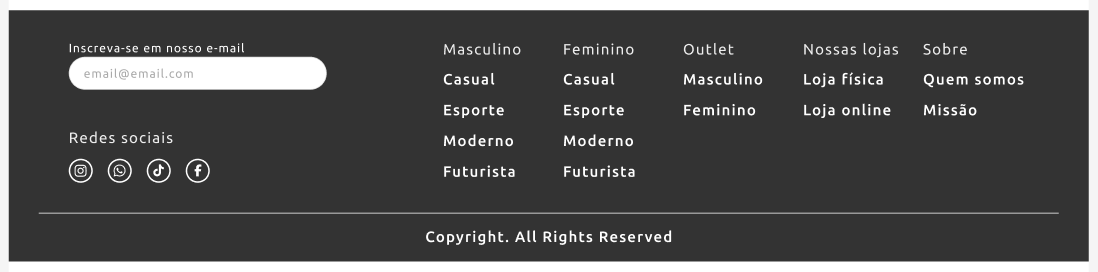 Inscreva-se em nosso e-mail
email@email.com
Redes sociais
Masculino
Casual
Esporte
Moderno
Futurista
Feminino
Casual
Esporte
Moderno
Futurista
Outlet
Masculino
Feminino
Nossas lojas
Loja física
Loja online
Sobre
Quem somos
Missão
Copyright. All Rights Reserved